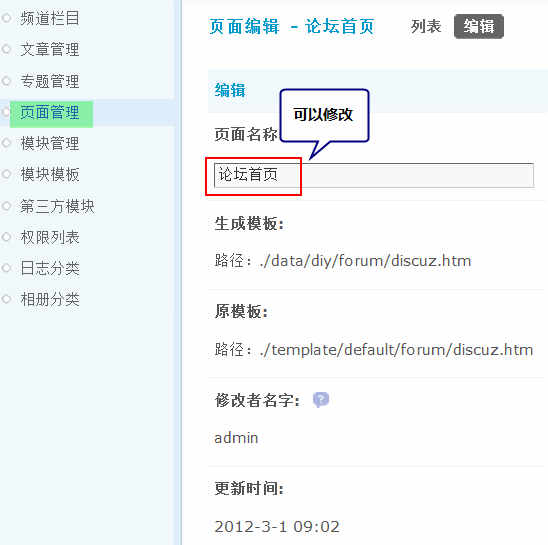 频道栏目
文章管理
专题管理
页面管理
模块管理
模块模板
第三方模块
权限列表
日志分类
相册分类
页面编辑 - 论坛首页 列表 编辑
编辑
可以修改
页面名称
论坛首页
生成模板:
路径：./data/diy/forum/discuz.htm
原模板:
路径：./template/default/forum/discuz.htm
修改者名字: ?
admin
更新时间:
2012-3-1 09:02